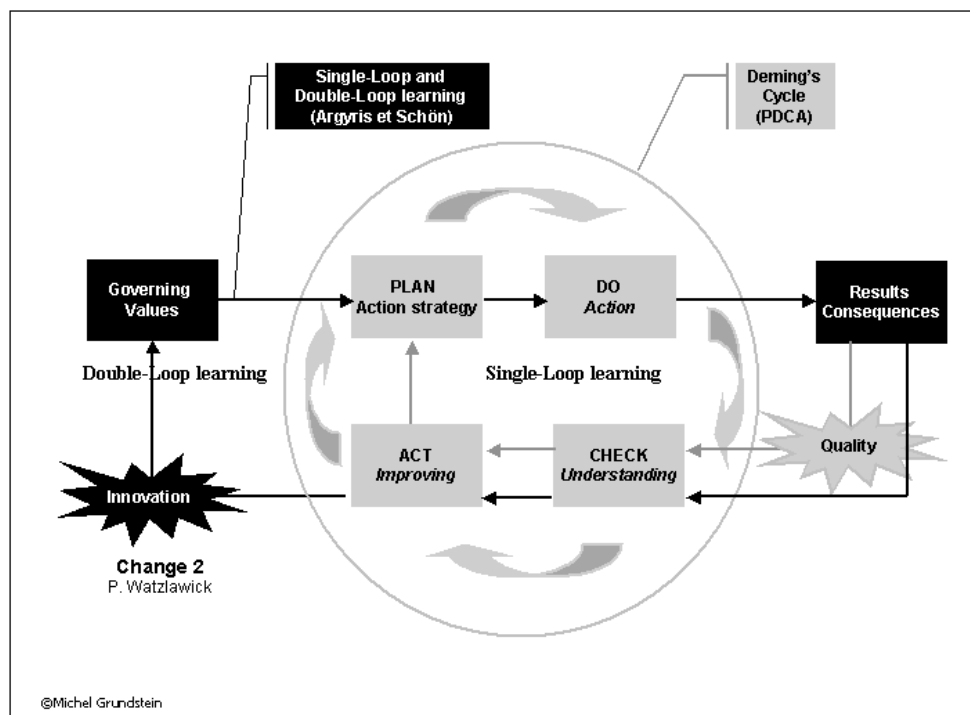 Single-Loop and
Double-Loop learning
(Argyris et Schön)
Deming's
Cycle
(PDCA)
Governing
Values
PLAN
Action strategy
DO
Action
Results
Consequences
Double-Loop learning
Single-Loop learning
ACT
Improving
CHECK
Understanding
Quality
Innovation
Change 2
P. Watzlawick
©Michel Grundstein